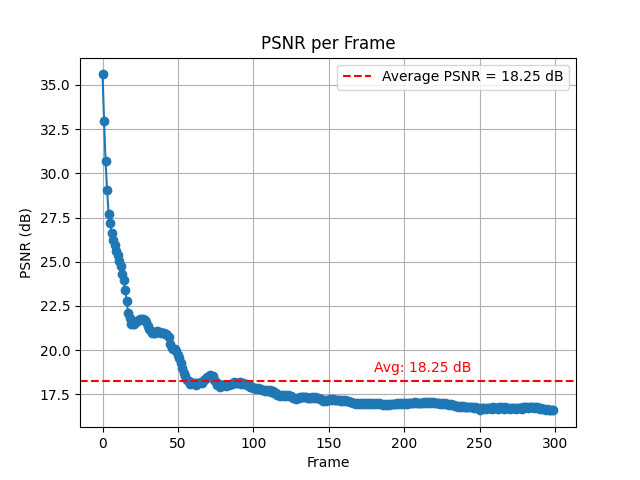 PSNR per Frame
Average PSNR = 18.25 dB
Avg: 18.25 dB
PSNR (dB)
35.0
32.5
30.0
27.5
25.0
22.5
20.0
17.5
0 50 100 150 200 250 300
Frame